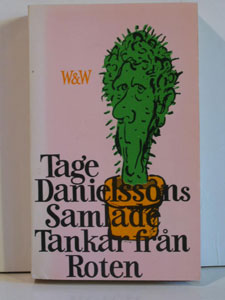 W&W
Tage
Danielssons
Samlade
Tankar från
Roten